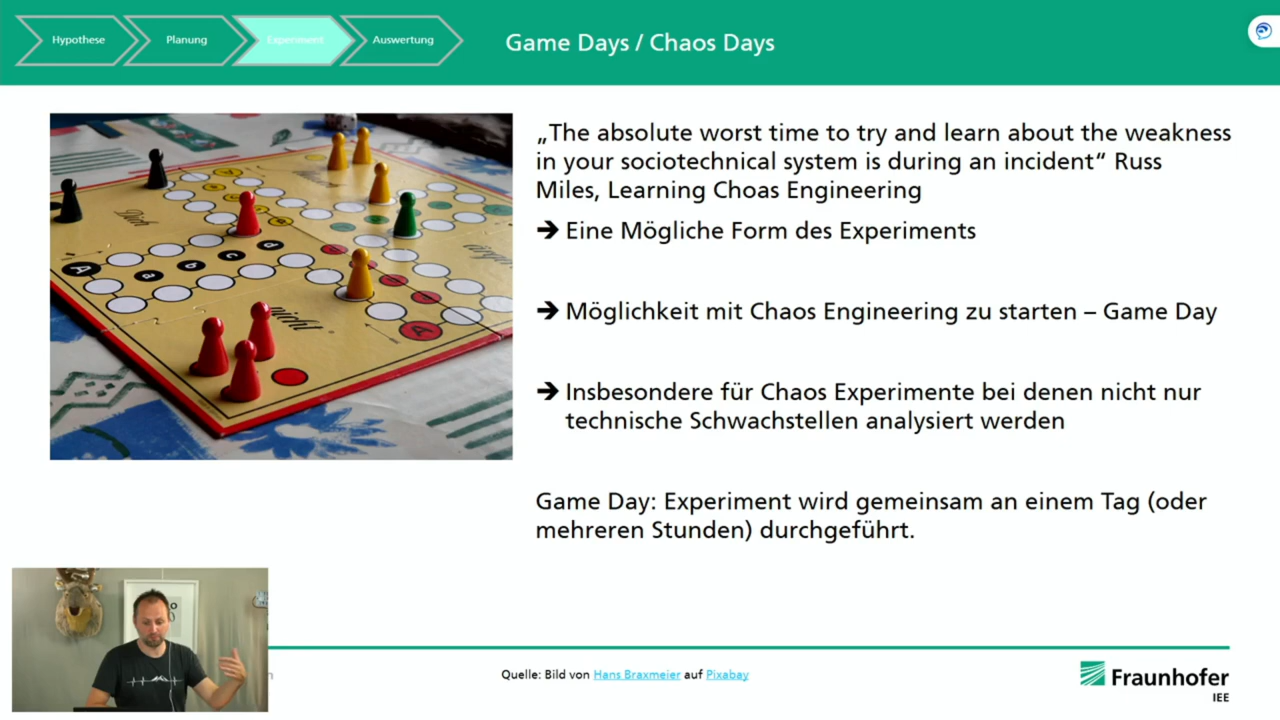 Hypothese
Planung
Experiment
Auswertung
Game Days / Chaos Days
„The absolute worst time to try and learn about the weakness
in your sociotechnical system is during an incident“ Russ
Miles, Learning Choas Engineering
➔ Eine Mögliche Form des Experiments
➔ Möglichkeit mit Chaos Engineering zu starten – Game Day
➔ Insbesondere für Chaos Experimente bei denen nicht nur
technische Schwachstellen analysiert werden
Game Day: Experiment wird gemeinsam an einem Tag (oder
mehreren Stunden) durchgeführt.
Dich
A
a
b
c
d
nicht
A
Quelle: Bild von Hans Braxmeier auf Pixabay
Fraunhofer
IEE